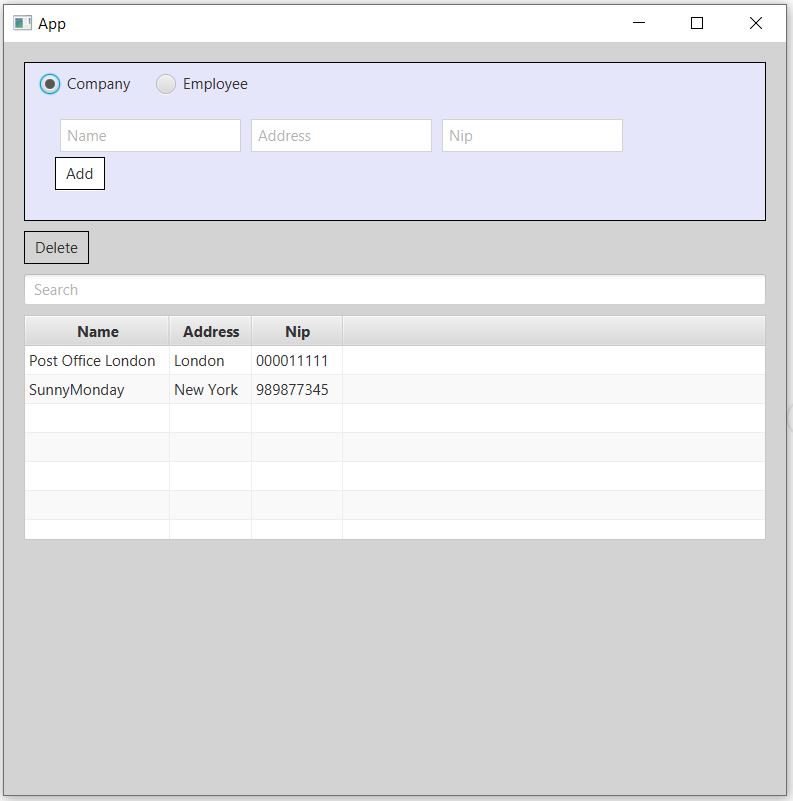 App
Company Employee
Name Address Nip
Add
Delete
Search
Name Address Nip
Post Office London London 000011111
SunnyMonday New York 989877345